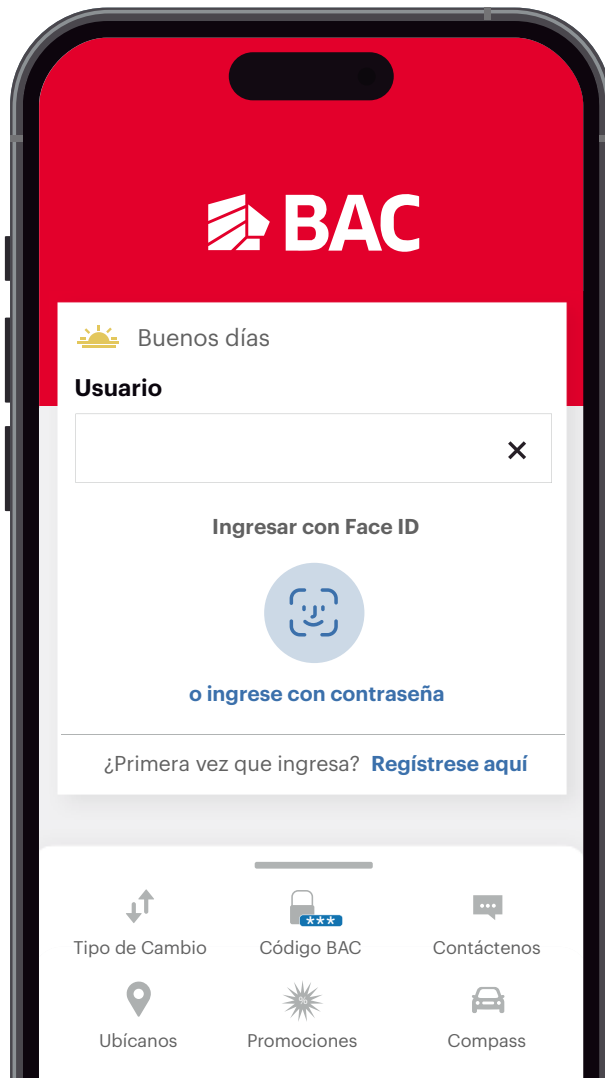 BAC
Buenos días
Usuario
Ingresar con Face ID
o ingrese con contraseña
¿Primera vez que ingresa? Regístrese aquí
***
Tipo de Cambio Código BAC Contáctenos
%
Ubícanos Promociones Compass